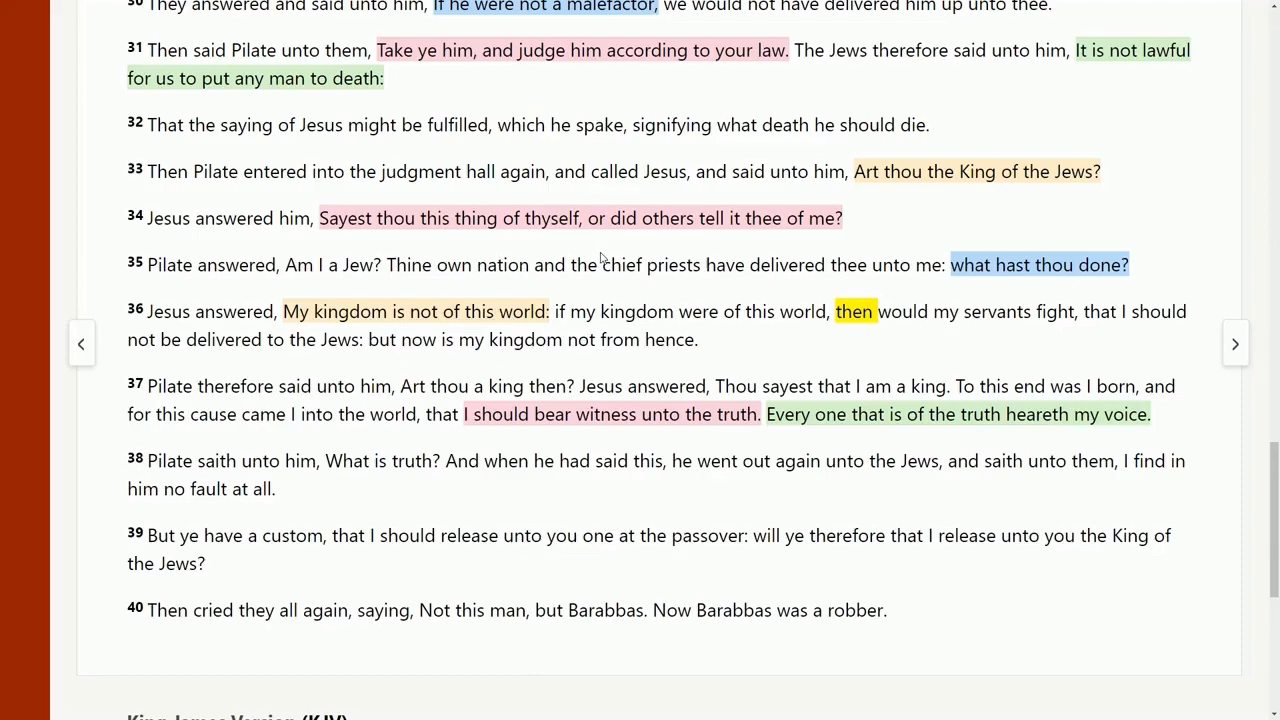 30 They answered and said unto him, If he were not a malefactor, we would not have delivered him up unto thee.
31 Then said Pilate unto them, Take ye him, and judge him according to your law. The Jews therefore said unto him, It is not lawful
for us to put any man to death:
32 That the saying of Jesus might be fulfilled, which he spake, signifying what death he should die.
33 Then Pilate entered into the judgment hall again, and called Jesus, and said unto him, Art thou the King of the Jews?
34 Jesus answered him, Sayest thou this thing of thyself, or did others tell it thee of me?
35 Pilate answered, Am I a Jew? Thine own nation and the chief priests have delivered thee unto me: what hast thou done?
36 Jesus answered, My kingdom is not of this world: if my kingdom were of this world, then would my servants fight, that I should
not be delivered to the Jews: but now is my kingdom not from hence.
37 Pilate therefore said unto him, Art thou a king then? Jesus answered, Thou sayest that I am a king. To this end was I born, and
for this cause came I into the world, that I should bear witness unto the truth. Every one that is of the truth heareth my voice.
38 Pilate saith unto him, What is truth? And when he had said this, he went out again unto the Jews, and saith unto them, I find in
him no fault at all.
39 But ye have a custom, that I should release unto you one at the passover: will ye therefore that I release unto you the King of
the Jews?
40 Then cried they all again, saying, Not this man, but Barabbas. Now Barabbas was a robber.
King James Version (KJV)